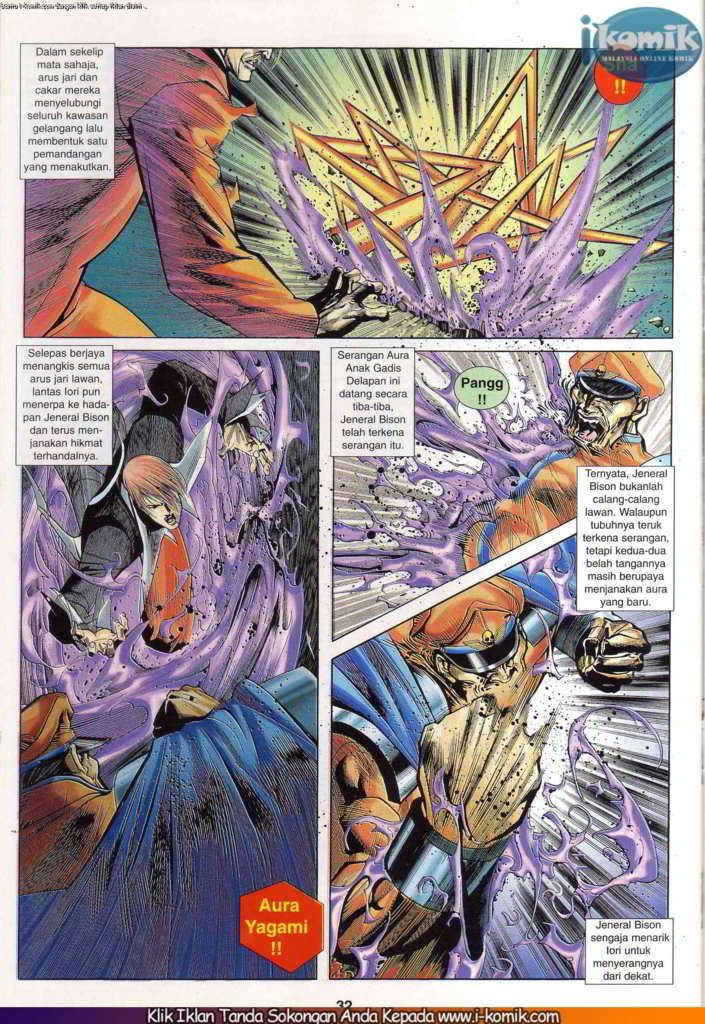 i komik
MALAYSIA ONLINE KOMIK
!!
Dalam sekelip
mata sahaja,
arus jari dan
cakar mereka
menyelubungi
seluruh kawasan
gelangang lalu
membentuk satu
pemandangan
yang menakutkan.
Selepas berjaya
menangkis semua
arus jari lawan,
lantas Iori pun
menerpa ke hada-
pan Jeneral Bison
dan terus men-
janakan hikmat
terhandalnya.
Aura
Yagami
!!
Serangan Aura
Anak Gadis
Delapan ini
datang secara
tiba-tiba,
Jeneral Bison
telah terkena
serangan itu.
Pangg
!!
Ternyata, Jeneral
Bison bukanlah
calang-calang
lawan. Walaupun
tubuhnya teruk
terkena serangan,
tetapi kedua-dua
belah tangannya
masih berupaya
menjanakan aura
yang baru.
Jeneral Bison
sengaja menarik
Iori untuk
menyerangnya
dari dekat.
32
Klik Iklan Tanda Sokongan Anda Kepada www.i-komik.com